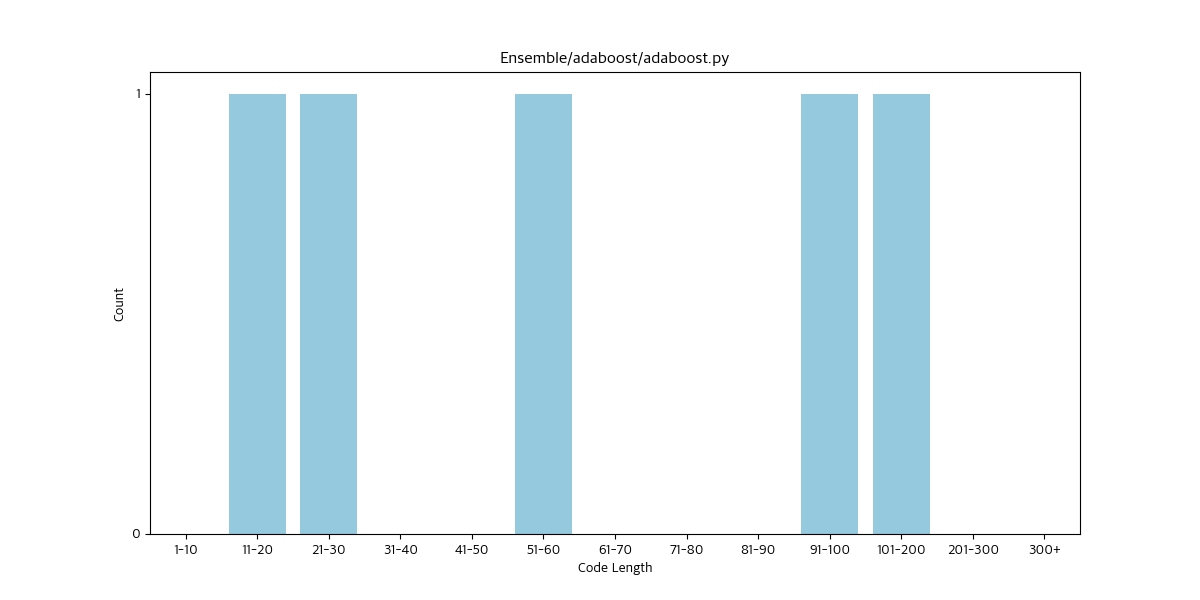 Ensemble/adaboost/adaboost.py
1
0
Count
1-10 11-20 21-30 31-40 41-50 51-60 61-70 71-80 81-90 91-100 101-200 201-300 300+
Code Length